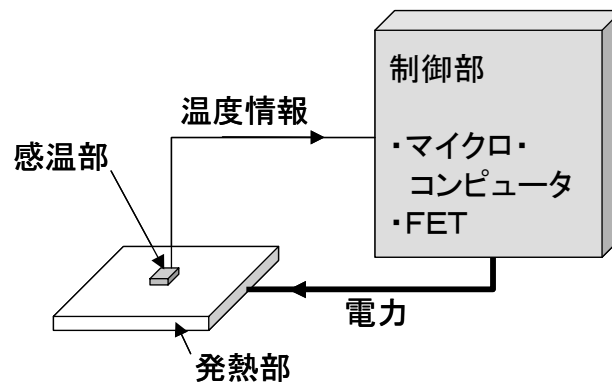 制御部
温度情報
・マイクロ・
コンピュータ
・FET
感温部
電力
発熱部